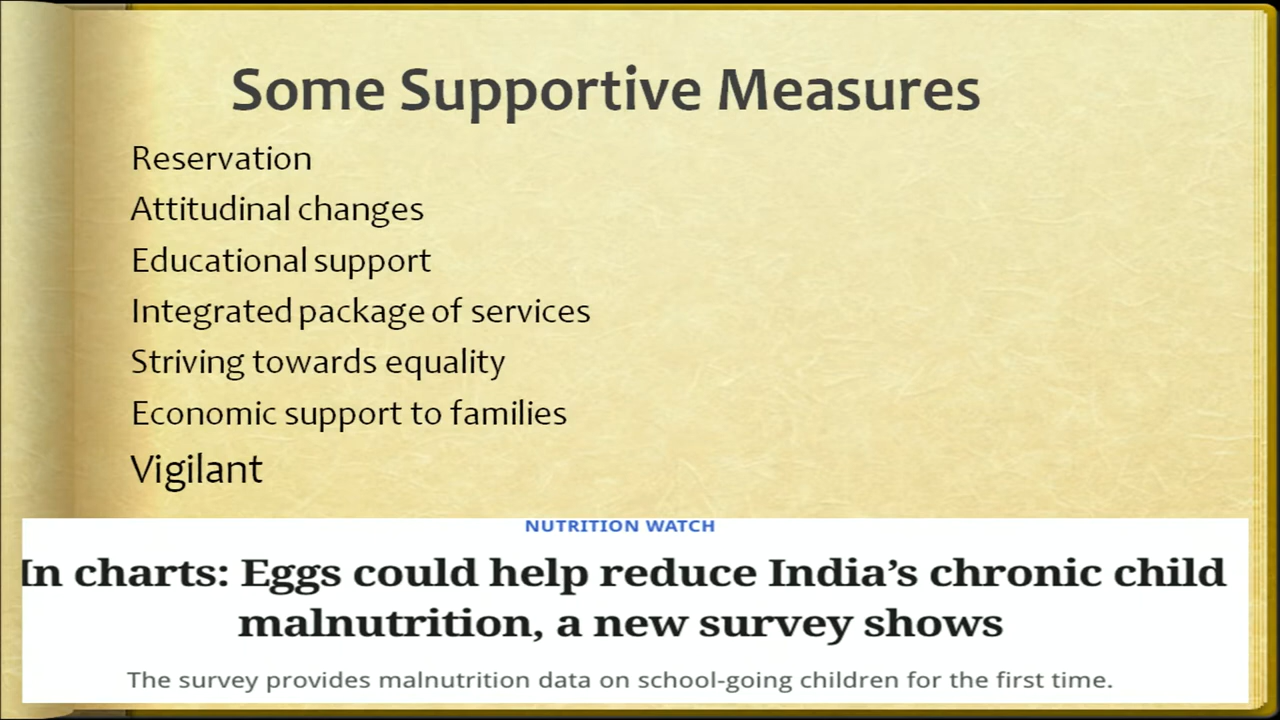 Some Supportive Measures
Reservation
Attitudinal changes
Educational support
Integrated package of services
Striving towards equality
Economic support to families
Vigilant
NUTRITION WATCH
In charts: Eggs could help reduce India’s chronic child
malnutrition, a new survey shows
The survey provides malnutrition data on school-going children for the first time.